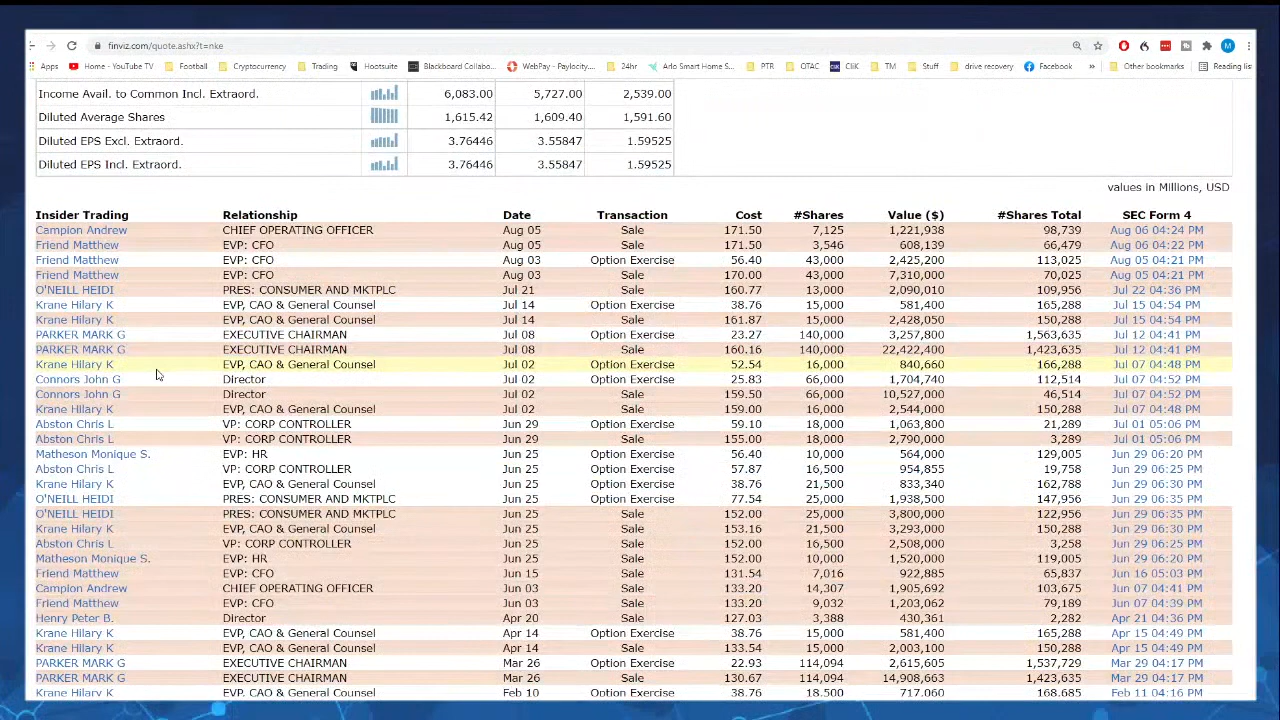 finviz.com/quote.ashx?t=nke
M
Apps Home - YouTube TV Football Cryptocurrency Trading Hootsuite Blackboard Collabo... WebPay - Paylocity... 24hr Arlo Smart Home S... PTR OTAC CliK TM Stuff drive recovery Facebook » Other bookmarks Reading list
Income Avail. to Common Incl. Extraord. 6,083.00 5,727.00 2,539.00
Diluted Average Shares 1,615.42 1,609.40 1,591.60
Diluted EPS Excl. Extraord. 3.76446 3.55847 1.59525
Diluted EPS Incl. Extraord. 3.76446 3.55847 1.59525
values in Millions, USD
Insider Trading Relationship Date Transaction Cost #Shares Value ($) #Shares Total SEC Form 4
Campion Andrew CHIEF OPERATING OFFICER Aug 05 Sale 171.50 7,125 1,221,938 98,739 Aug 06 04:24 PM
Friend Matthew EVP: CFO Aug 05 Sale 171.50 3,546 608,139 66,479 Aug 06 04:22 PM
Friend Matthew EVP: CFO Aug 03 Option Exercise 56.40 43,000 2,425,200 113,025 Aug 05 04:21 PM
Friend Matthew EVP: CFO Aug 03 Sale 170.00 43,000 7,310,000 70,025 Aug 05 04:21 PM
O'NEILL HEIDI PRES: CONSUMER AND MKTPLC Jul 21 Sale 160.77 13,000 2,090,010 109,956 Jul 22 04:36 PM
Krane Hilary K EVP, CAO & General Counsel Jul 14 Option Exercise 38.76 15,000 581,400 165,288 Jul 15 04:54 PM
Krane Hilary K EVP, CAO & General Counsel Jul 14 Sale 161.87 15,000 2,428,050 150,288 Jul 15 04:54 PM
PARKER MARK G EXECUTIVE CHAIRMAN Jul 08 Option Exercise 23.27 140,000 3,257,800 1,563,635 Jul 12 04:41 PM
PARKER MARK G EXECUTIVE CHAIRMAN Jul 08 Sale 160.16 140,000 22,422,400 1,423,635 Jul 12 04:41 PM
Krane Hilary K EVP, CAO & General Counsel Jul 02 Option Exercise 52.54 16,000 840,660 166,288 Jul 07 04:48 PM
Connors John G Director Jul 02 Option Exercise 25.83 66,000 1,704,740 112,514 Jul 07 04:52 PM
Connors John G Director Jul 02 Sale 159.50 66,000 10,527,000 46,514 Jul 07 04:52 PM
Krane Hilary K EVP, CAO & General Counsel Jul 02 Sale 159.00 16,000 2,544,000 150,288 Jul 07 04:48 PM
Abston Chris L VP: CORP CONTROLLER Jun 29 Option Exercise 59.10 18,000 1,063,800 21,289 Jul 01 05:06 PM
Abston Chris L VP: CORP CONTROLLER Jun 29 Sale 155.00 18,000 2,790,000 3,289 Jul 01 05:06 PM
Matheson Monique S. EVP: HR Jun 25 Option Exercise 56.40 10,000 564,000 129,005 Jun 29 06:20 PM
Abston Chris L VP: CORP CONTROLLER Jun 25 Option Exercise 57.87 16,500 954,855 19,758 Jun 29 06:25 PM
Krane Hilary K EVP, CAO & General Counsel Jun 25 Option Exercise 38.76 21,500 833,340 162,788 Jun 29 06:30 PM
O'NEILL HEIDI PRES: CONSUMER AND MKTPLC Jun 25 Option Exercise 77.54 25,000 1,938,500 147,956 Jun 29 06:35 PM
O'NEILL HEIDI PRES: CONSUMER AND MKTPLC Jun 25 Sale 152.00 25,000 3,800,000 122,956 Jun 29 06:35 PM
Krane Hilary K EVP, CAO & General Counsel Jun 25 Sale 153.16 21,500 3,293,000 150,288 Jun 29 06:30 PM
Abston Chris L VP: CORP CONTROLLER Jun 25 Sale 152.00 16,500 2,508,000 3,258 Jun 29 06:25 PM
Matheson Monique S. EVP: HR Jun 25 Sale 152.00 10,000 1,520,000 119,005 Jun 29 06:20 PM
Friend Matthew EVP: CFO Jun 15 Sale 131.54 7,016 922,885 65,837 Jun 16 05:03 PM
Campion Andrew CHIEF OPERATING OFFICER Jun 03 Sale 133.20 14,307 1,905,692 103,675 Jun 07 04:41 PM
Friend Matthew EVP: CFO Jun 03 Sale 133.20 9,032 1,203,062 79,189 Jun 07 04:39 PM
Henry Peter B. Director Apr 20 Sale 127.03 3,388 430,361 2,282 Apr 21 04:36 PM
Krane Hilary K EVP, CAO & General Counsel Apr 14 Option Exercise 38.76 15,000 581,400 165,288 Apr 15 04:49 PM
Krane Hilary K EVP, CAO & General Counsel Apr 14 Sale 133.54 15,000 2,003,100 150,288 Apr 15 04:49 PM
PARKER MARK G EXECUTIVE CHAIRMAN Mar 26 Option Exercise 22.93 114,094 2,615,605 1,537,729 Mar 29 04:17 PM
PARKER MARK G EXECUTIVE CHAIRMAN Mar 26 Sale 130.67 114,094 14,908,663 1,423,635 Mar 29 04:17 PM
Krane Hilary K EVP, CAO & General Counsel Feb 10 Option Exercise 38.76 18,500 717,060 168,685 Feb 11 04:16 PM